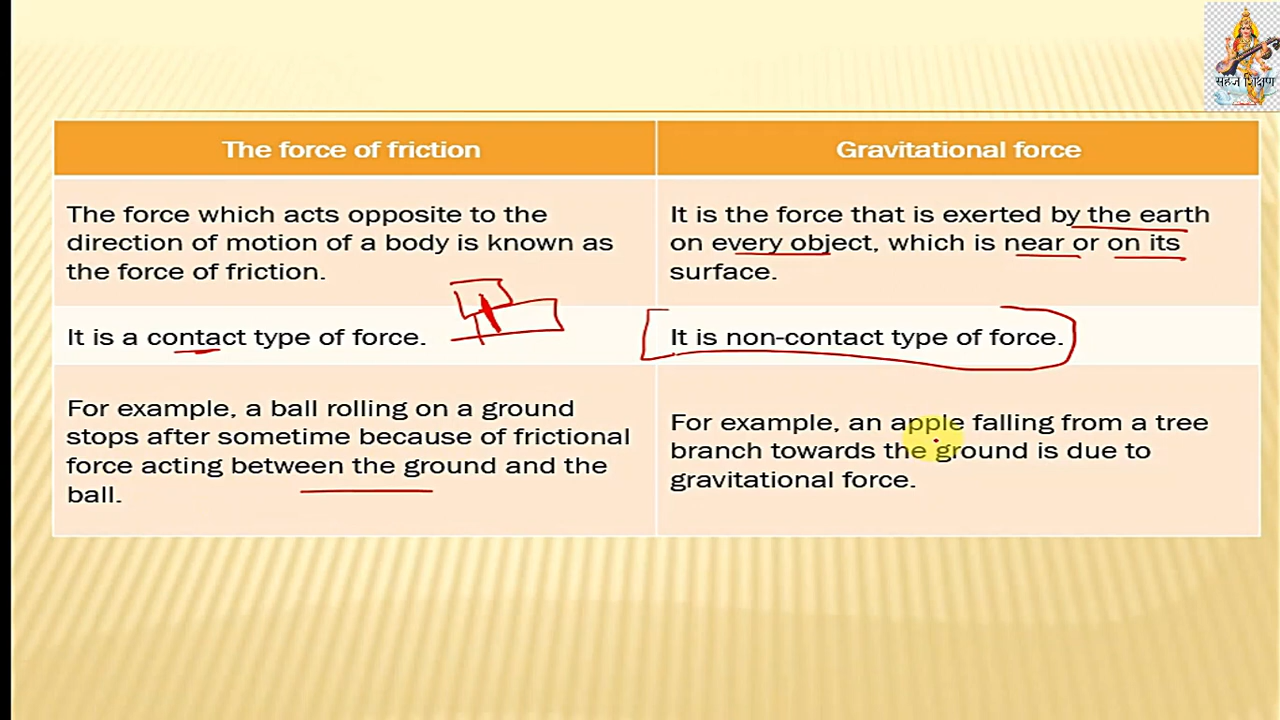 सहज शिक्षण
The force of friction
Gravitational force
The force which acts opposite to the
direction of motion of a body is known as
the force of friction.
It is the force that is exerted by the earth
on every object, which is near or on its
surface.
It is a contact type of force.
It is non-contact type of force.
For example, a ball rolling on a ground
stops after sometime because of frictional
force acting between the ground and the
ball.
For example, an apple falling from a tree
branch towards the ground is due to
gravitational force.